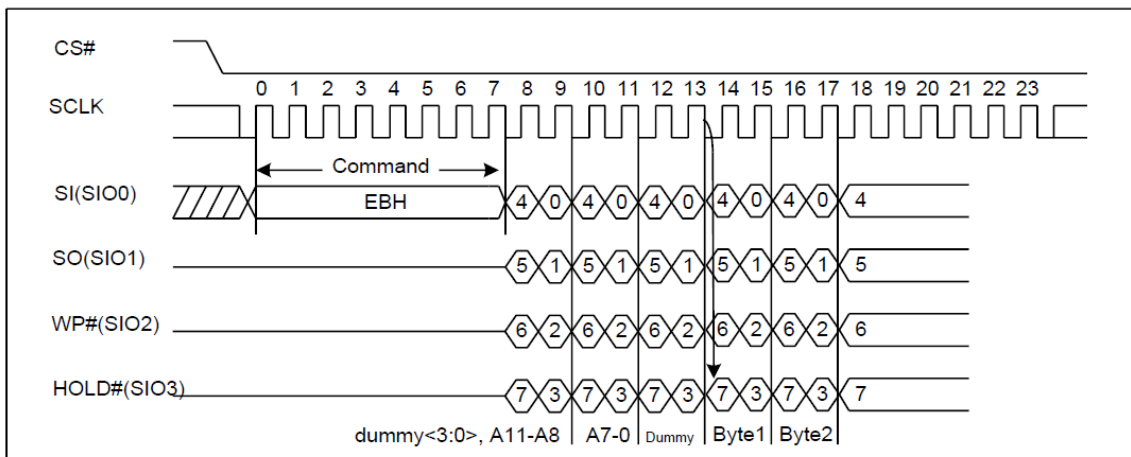 CS#
0 1 2 3 4 5 6 7 8 9 10 11 12 13 14 15 16 17 18 19 20 21 22 23
SCLK
Command
SI(SIO0) EBH 4 0 4 0 4 0 4 0 4 0 4
SO(SIO1) 5 1 5 1 5 1 5 1 5 1 5
WP#(SIO2) 6 2 6 2 6 2 6 2 6 2 6
HOLD#(SIO3) 7 3 7 3 7 3 7 3 7 3 7
dummy<3:0>, A11-A8 A7-0 Dummy Byte1 Byte2